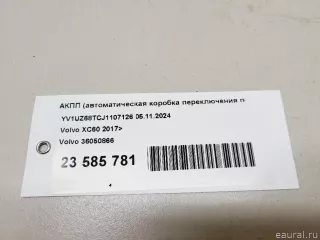 АКПП (автоматическая коробка переключения п
YV1UZ68TCJ1107126 05.11.2024
Volvo XC60 2017>
Volvo 36050866
23 585 781
eaural.ru